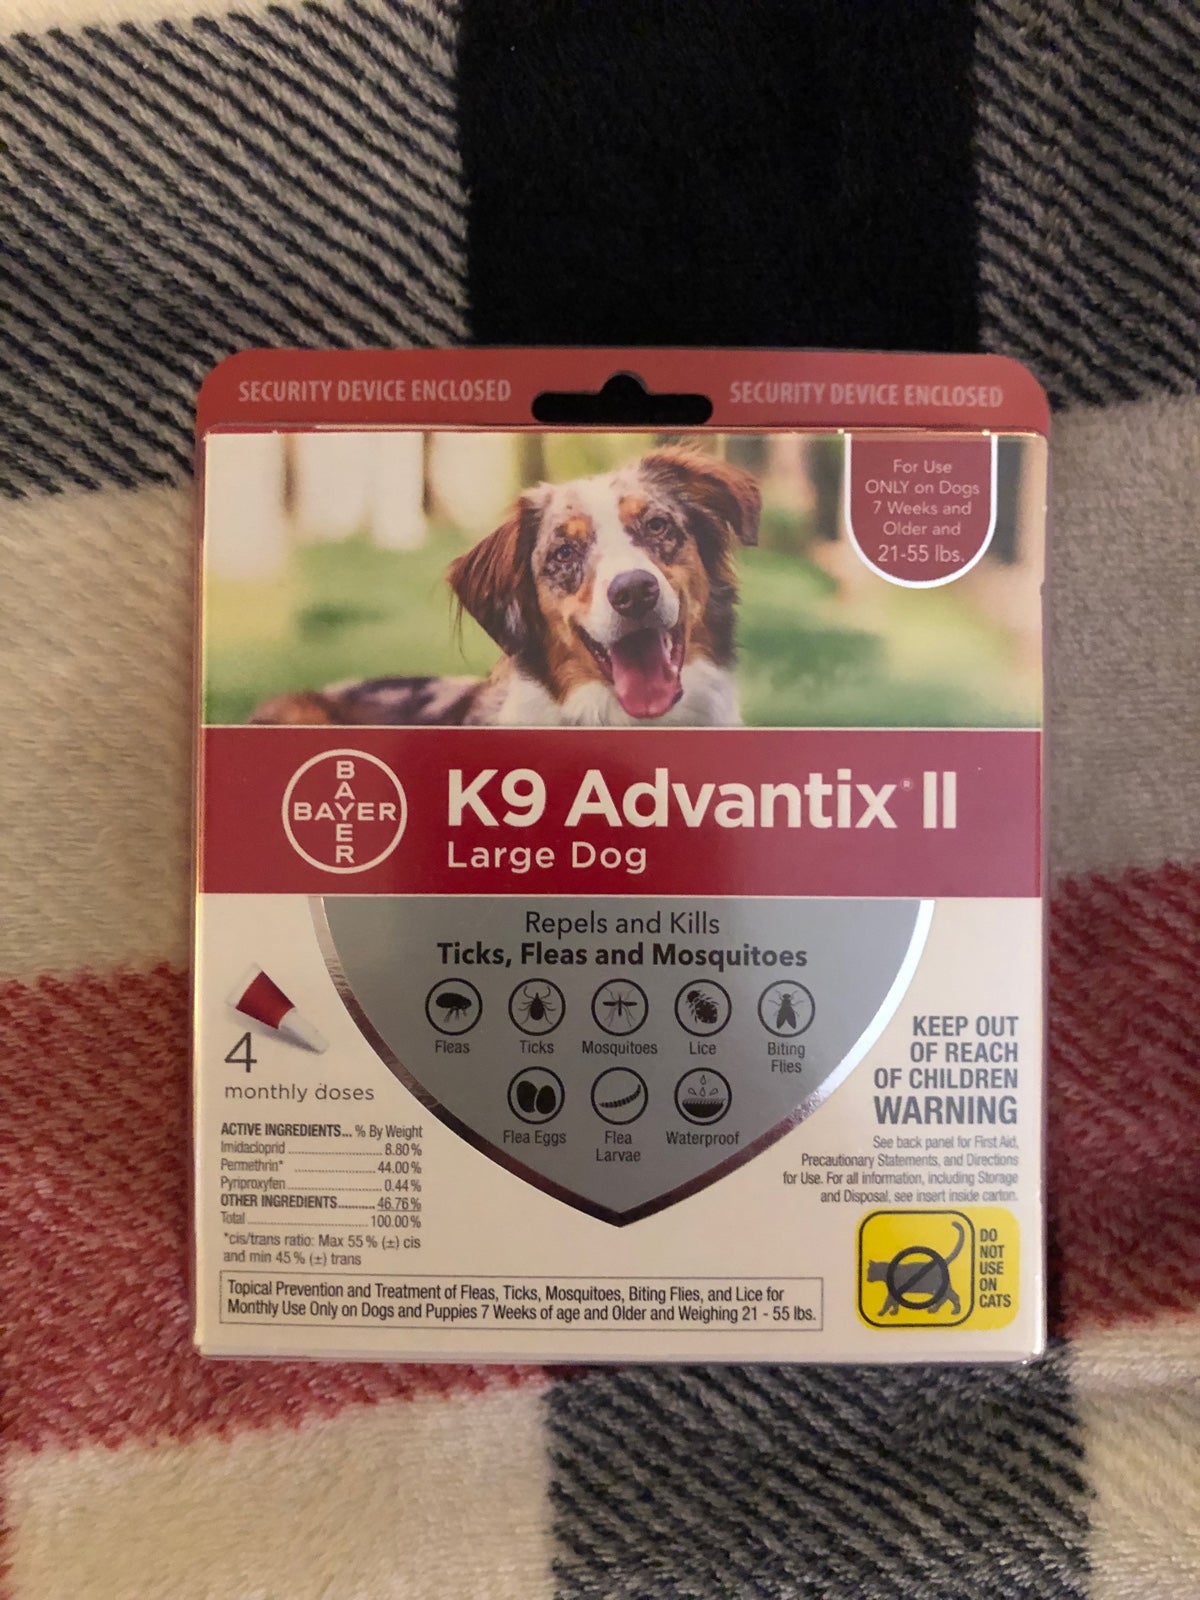 SECURITY DEVICE ENCLOSED
SECURITY DEVICE ENCLOSED
For Use
ONLY on Dogs
7 Weeks and
Older and
21-55 lbs.
BAYER
BAYER
K9 Advantix® II
Large Dog
Repels and Kills
Ticks, Fleas and Mosquitoes
Fleas
Ticks
Mosquitoes
Lice
Biting
Flies
Flea Eggs
Flea
Larvae
Waterproof
4
monthly doses
ACTIVE INGREDIENTS... % By Weight
Imidacloprid ........ 8.80%
Permethrin* ........ 44.00%
Pyriproxyfen ........ 0.44%
OTHER INGREDIENTS........ 46.76%
Total ........ 100.00%
*cis/trans ratio: Max 55% (±) cis
and min 45% (±) trans
KEEP OUT
OF REACH
OF CHILDREN
WARNING
See back panel for First Aid,
Precautionary Statements, and Directions
for Use. For all information, including Storage
and Disposal, see insert inside carton.
DO
NOT
USE
ON
CATS
Topical Prevention and Treatment of Fleas, Ticks, Mosquitoes, Biting Flies, and Lice for
Monthly Use Only on Dogs and Puppies 7 Weeks of age and Older and Weighing 21 - 55 lbs.